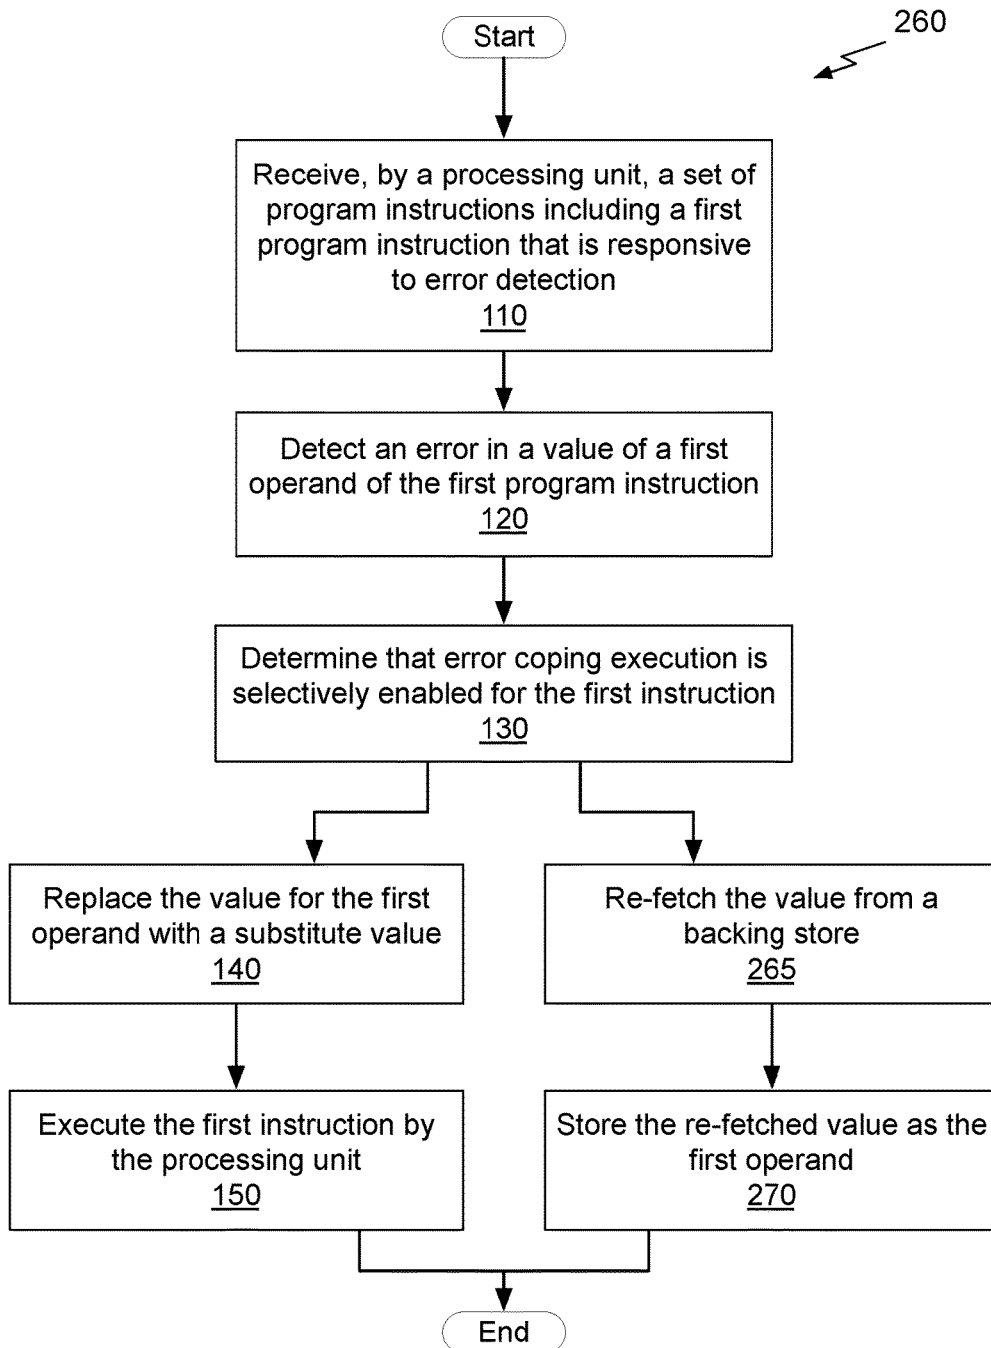 260
Start
Receive, by a processing unit, a set of
program instructions including a first
program instruction that is responsive
to error detection
110
Detect an error in a value of a first
operand of the first program instruction
120
Determine that error coping execution is
selectively enabled for the first instruction
130
Replace the value for the first
operand with a substitute value
140
Re-fetch the value from a
backing store
265
Execute the first instruction by
the processing unit
150
Store the re-fetched value as the
first operand
270
End